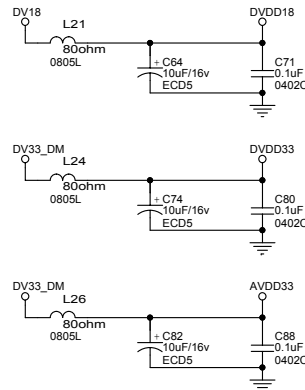 DV18
DVDD18
L21
80ohm
0805L
+ C64
10uF/16v
ECD5
C71
0.1uF
0402C
DV33_DM
DVDD33
L24
80ohm
0805L
+ C74
10uF/16v
ECD5
C80
0.1uF
0402C
DV33_DM
AVDD33
L26
80ohm
0805L
+ C82
10uF/16v
ECD5
C88
0.1uF
0402C